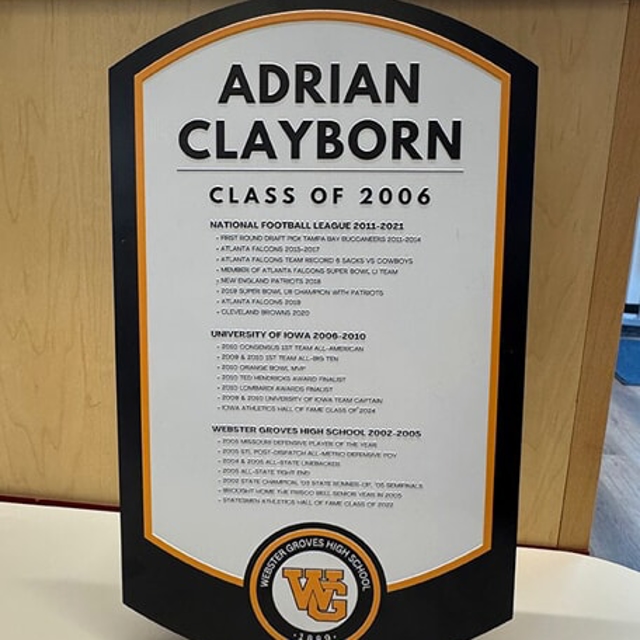 ADRIAN
CLAYBORN
CLASS OF 2006
NATIONAL FOOTBALL LEAGUE 2011-2021
• FIRST ROUND DRAFT PICK TAMPA BAY BUCCANEERS 2011-2014
• ATLANTA FALCONS 2015-2017
• ATLANTA FALCONS TEAM RECORD 6 SACKS VS COWBOYS
• MEMBER OF ATLANTA FALCONS SUPER BOWL LI TEAM
• NEW ENGLAND PATRIOTS 2018
• 2018 SUPER BOWL LIII CHAMPION WITH PATRIOTS
• ATLANTA FALCONS 2019
• CLEVELAND BROWNS 2020
UNIVERSITY OF IOWA 2006-2010
• 2010 CONSENSUS 1ST TEAM ALL-AMERICAN
• 2009 & 2010 1ST TEAM ALL-BIG TEN
• 2010 ORANGE BOWL MVP
• 2010 TED HENDRICKS AWARD FINALIST
• 2010 LOMBARDI AWARDS FINALIST
• 2009 & 2010 UNIVERSITY OF IOWA TEAM CAPTAIN
• IOWA ATHLETICS HALL OF FAME CLASS OF 2024
WEBSTER GROVES HIGH SCHOOL 2002-2005
• 2005 MISSOURI DEFENSIVE PLAYER OF THE YEAR
• 2005 STL POST-DISPATCH ALL-METRO DEFENSIVE POY
• 2004 & 2005 ALL-STATE LINEBACKER
• 2005 ALL-STATE TIGHT END
• 2002 STATE CHAMPION, '03 STATE RUNNER-UP, '05 SEMIFINALS
• BROUGHT HOME THE FRISCO BELL SENIOR YEAR IN 2005
• STATESMEN ATHLETICS HALL OF FAME CLASS OF 2022
WEBSTER GROVES HIGH SCHOOL
WG
• 1889 •